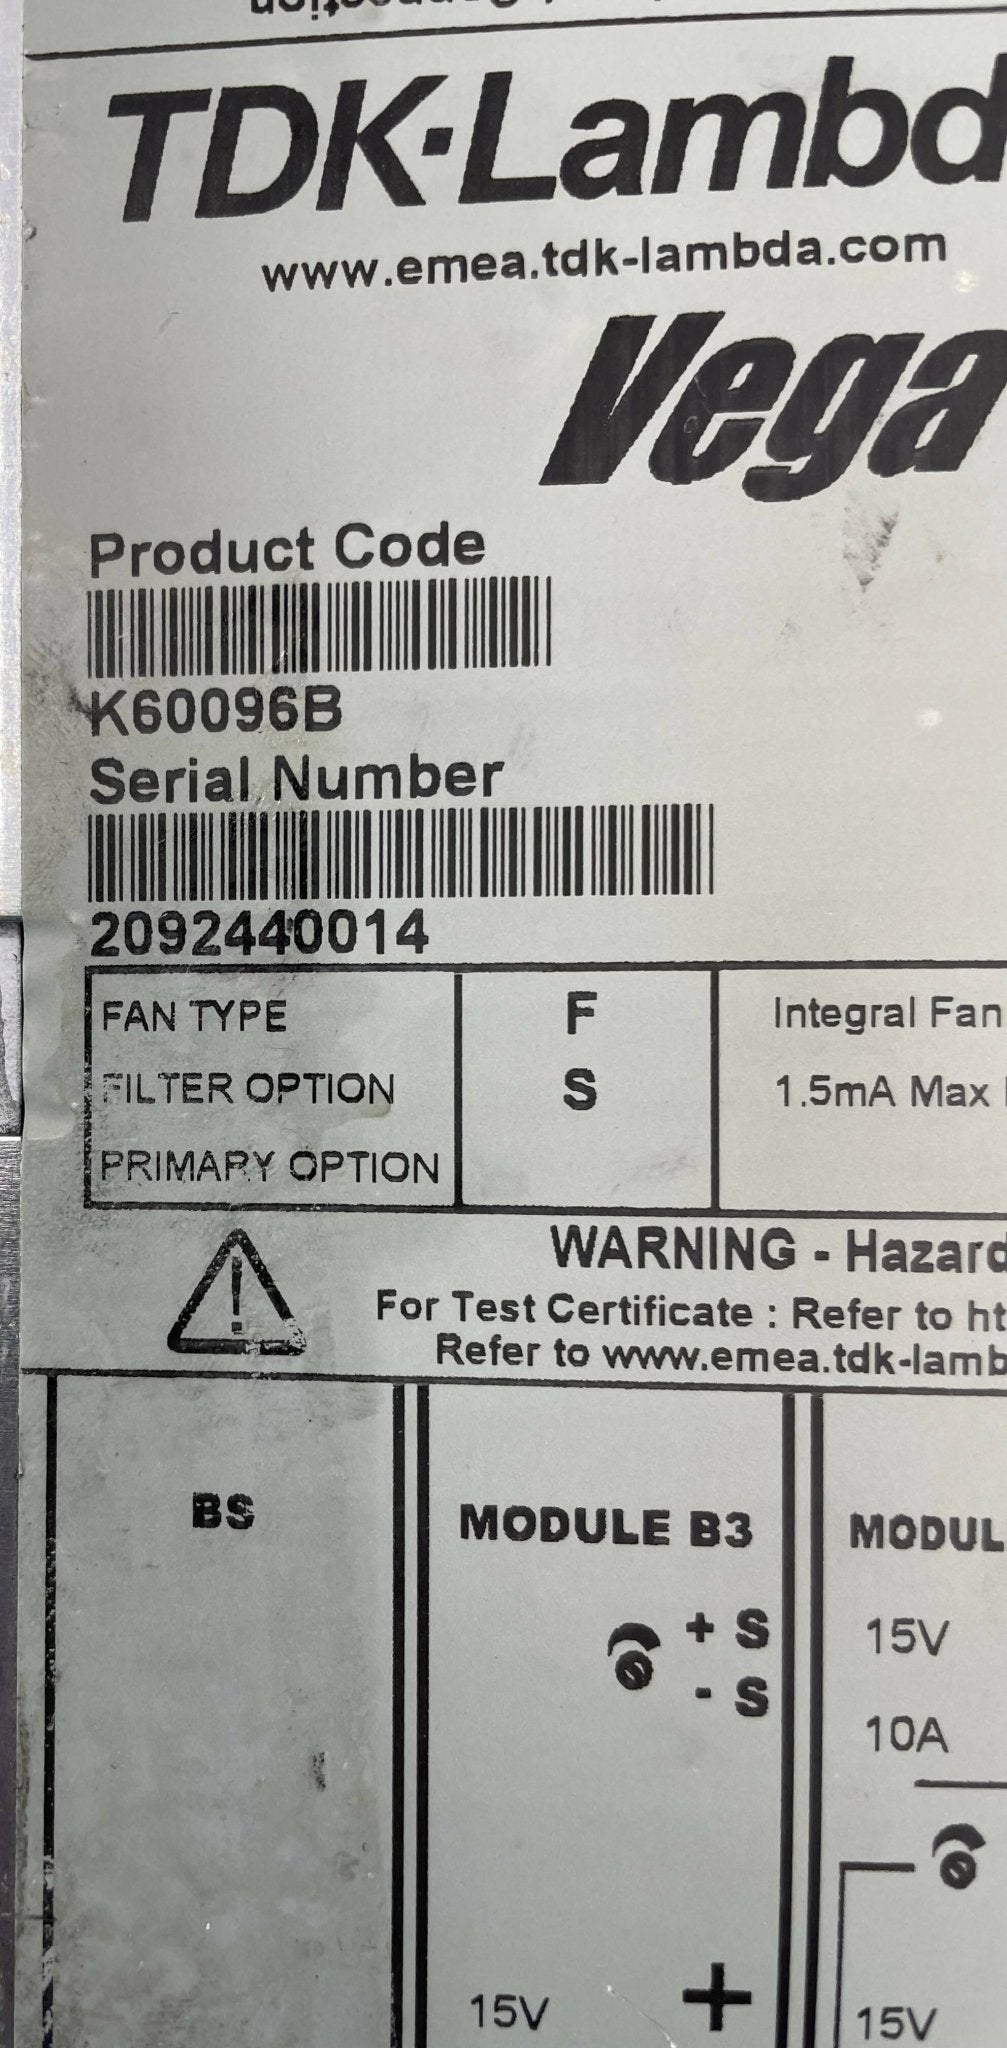 TDK·Lambd
www.emea.tdk-lambda.com
Vega
Product Code
K60096B
Serial Number
2092440014
FAN TYPE F Integral Fan
FILTER OPTION S 1.5mA Max
PRIMARY OPTION
WARNING - Hazard
For Test Certificate : Refer to ht
Refer to www.emea.tdk-lamb
BS
MODULE B3
MODUL
+ S
- S
15V
10A
15V +
15V